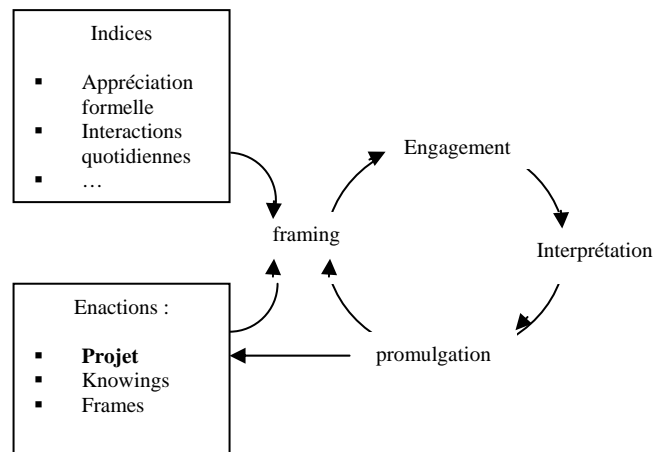 Indices
▪ Appréciation
formelle
▪ Interactions
quotidiennes
▪ …
Engagement
framing
Interprétation
Enactions :
▪ Projet
▪ Knowings
▪ Frames
promulgation